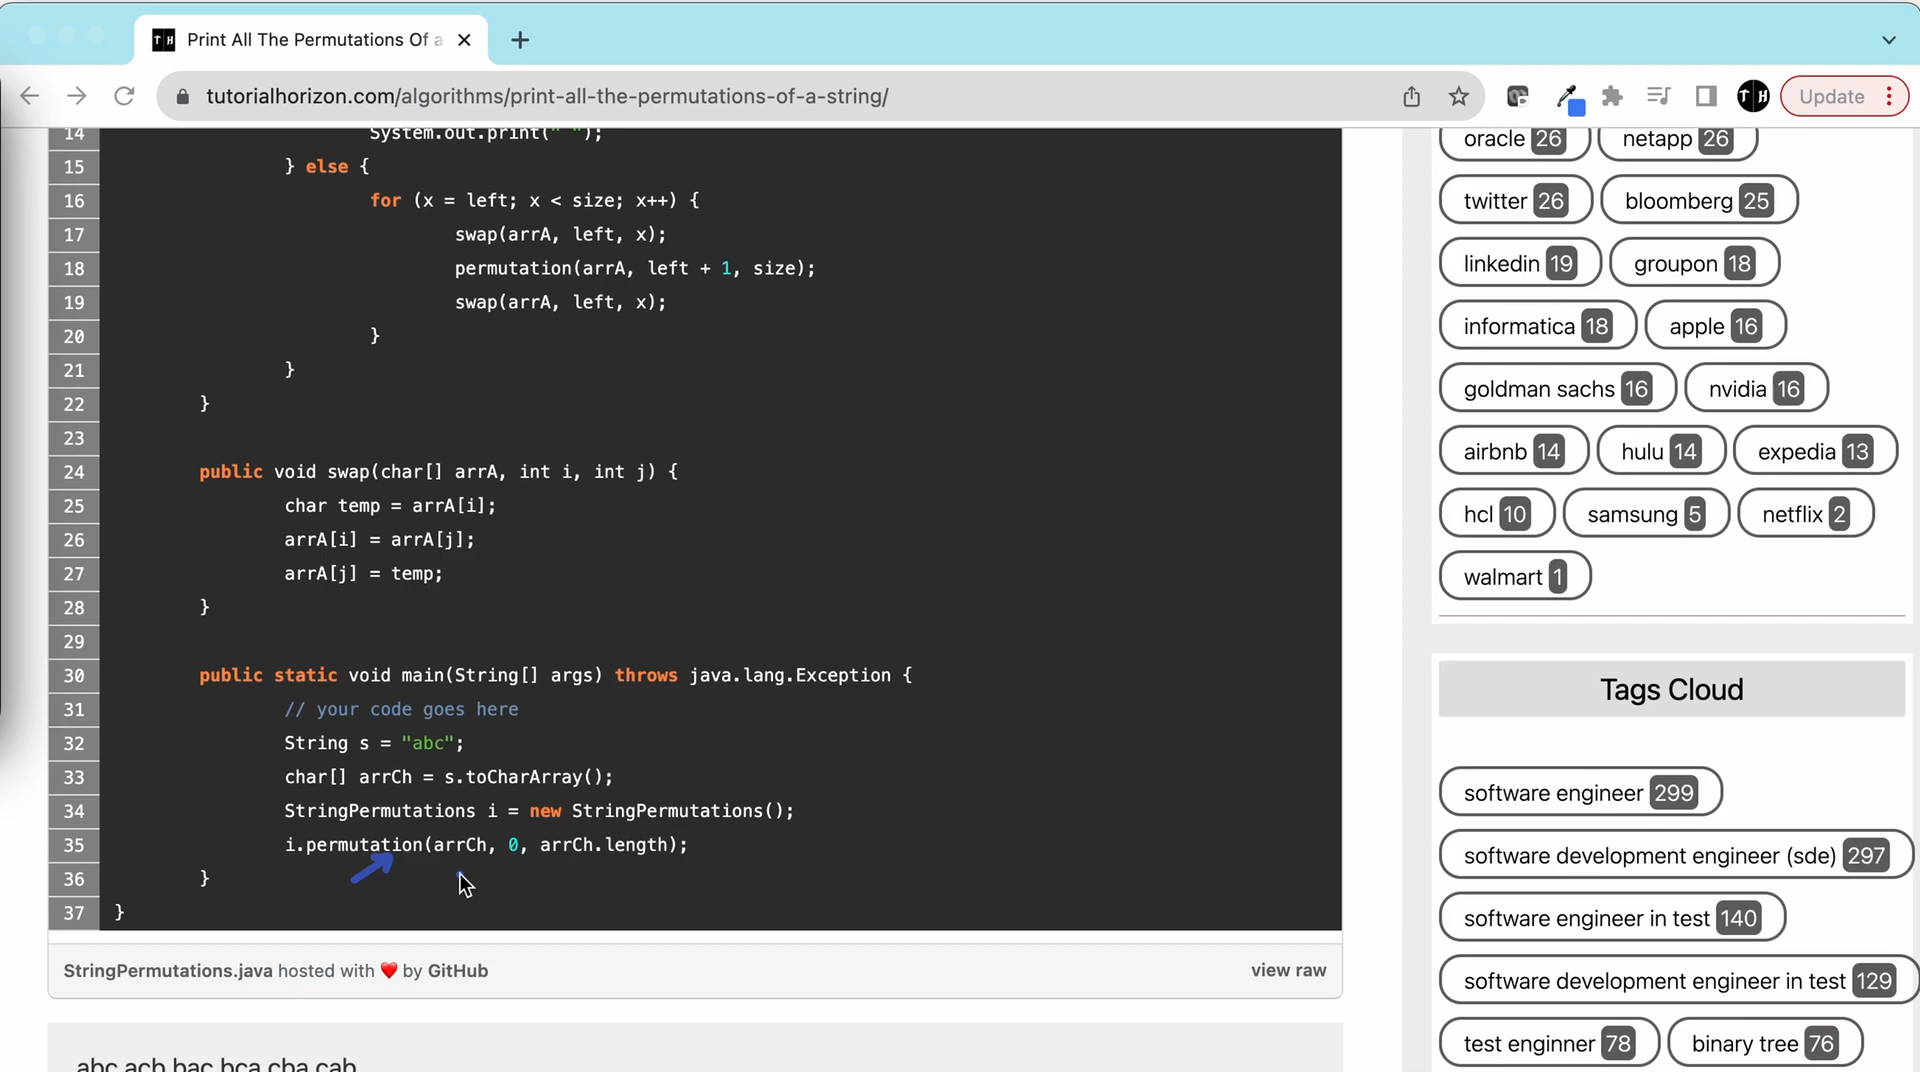 Print All The Permutations Of a
tutorialhorizon.com/algorithms/print-all-the-permutations-of-a-string/
TH
Update
14 System.out.print(" ");
15 } else {
16 for (x = left; x < size; x++) {
17 swap(arrA, left, x);
18 permutation(arrA, left + 1, size);
19 swap(arrA, left, x);
20 }
21 }
22 }
23
24 public void swap(char[] arrA, int i, int j) {
25 char temp = arrA[i];
26 arrA[i] = arrA[j];
27 arrA[j] = temp;
28 }
29
30 public static void main(String[] args) throws java.lang.Exception {
31 // your code goes here
32 String s = "abc";
33 char[] arrCh = s.toCharArray();
34 StringPermutations i = new StringPermutations();
35 i.permutation(arrCh, 0, arrCh.length);
36 }
37 }
StringPermutations.java hosted with ❤ by GitHub
view raw
abc acb bac bca cba cab
oracle 26 netapp 26
twitter 26 bloomberg 25
linkedin 19 groupon 18
informatica 18 apple 16
goldman sachs 16 nvidia 16
airbnb 14 hulu 14 expedia 13
hcl 10 samsung 5 netflix 2
walmart 1
Tags Cloud
software engineer 299
software development engineer (sde) 297
software engineer in test 140
software development engineer in test 129
test enginner 78 binary tree 76